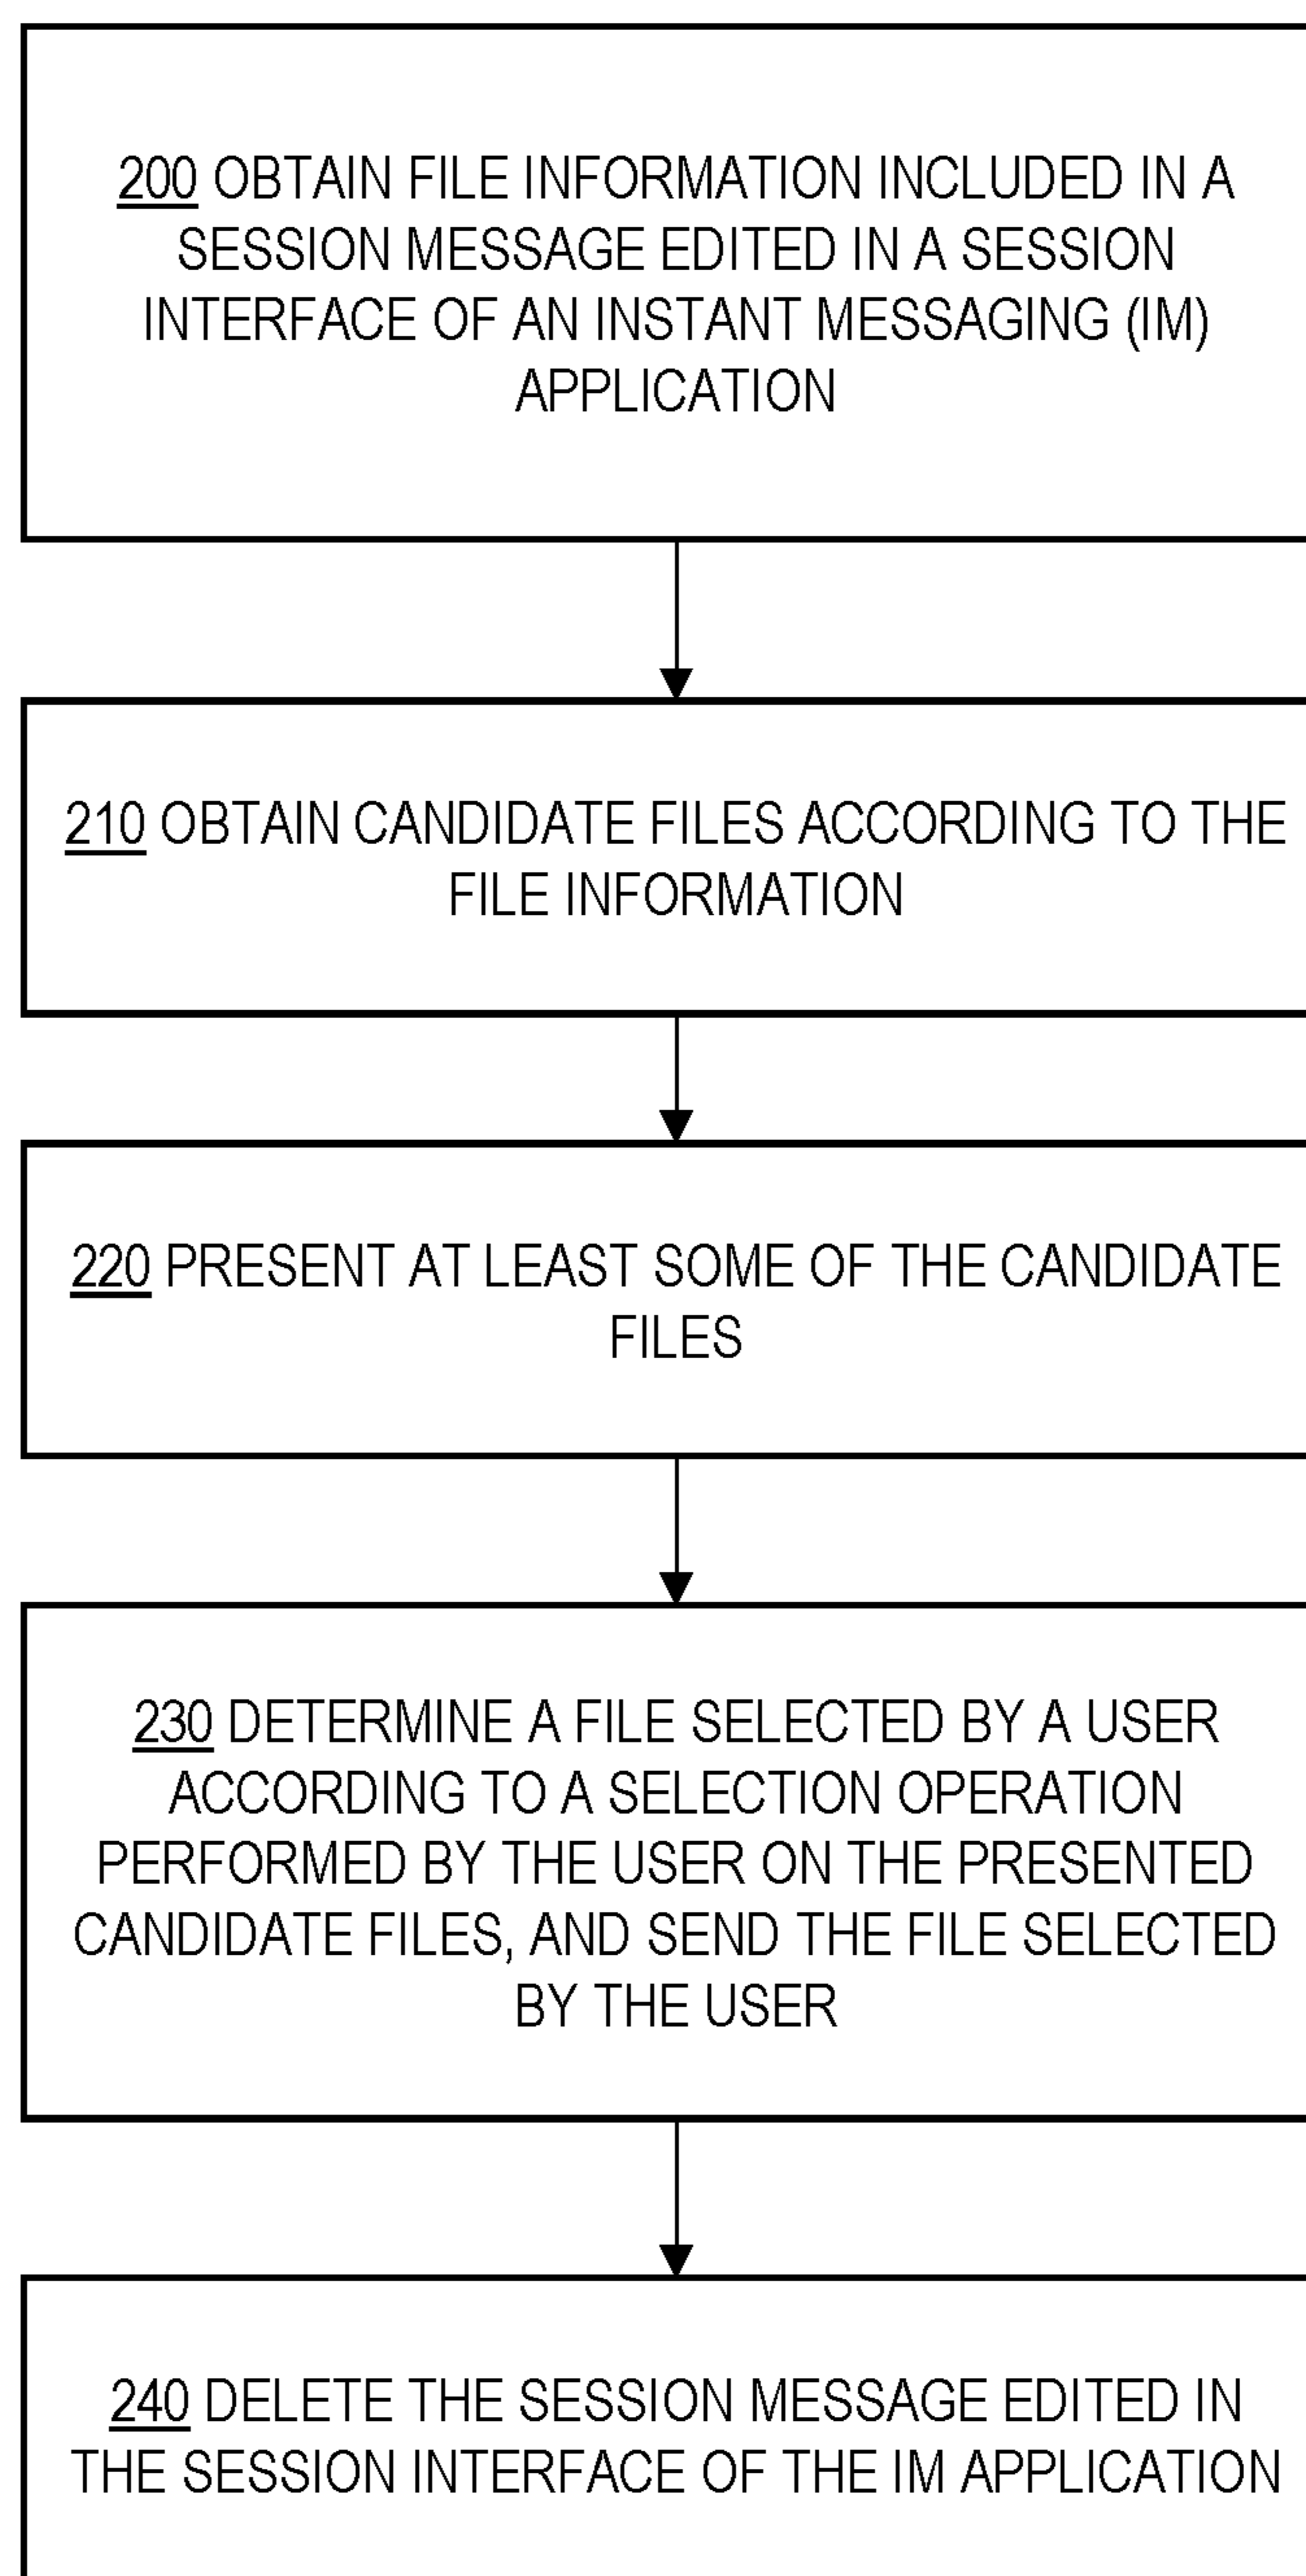 200 OBTAIN FILE INFORMATION INCLUDED IN A
SESSION MESSAGE EDITED IN A SESSION
INTERFACE OF AN INSTANT MESSAGING (IM)
APPLICATION
210 OBTAIN CANDIDATE FILES ACCORDING TO THE
FILE INFORMATION
220 PRESENT AT LEAST SOME OF THE CANDIDATE
FILES
230 DETERMINE A FILE SELECTED BY A USER
ACCORDING TO A SELECTION OPERATION
PERFORMED BY THE USER ON THE PRESENTED
CANDIDATE FILES, AND SEND THE FILE SELECTED
BY THE USER
240 DELETE THE SESSION MESSAGE EDITED IN
THE SESSION INTERFACE OF THE IM APPLICATION